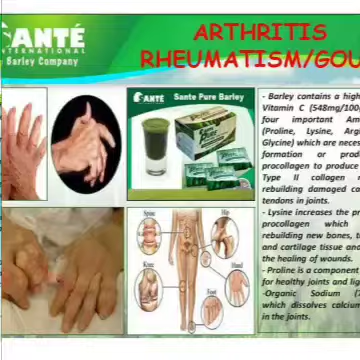 SANTÉ
INTERNATIONAL
Barley Company
ARTHRITIS
RHEUMATISM/GOU
SANTÉ Sante Pure Barley
- Barley contains a high
Vitamin C (548mg/100g
four important Am
(Proline, Lysine, Arg
Glycine) which are neces
formation or prod
procollagen to produce
Type II collagen
rebuilding damaged ca
tendons in joints.
- Lysine increases the pr
procollagen which
rebuilding new bones, t
and cartilage tissue and
the healing of wounds.
- Proline is a component
for healthy joints and lig
-Organic Sodium
which dissolves calcium
in the joints.
Spine
Hip
Knee
Hand
Foot